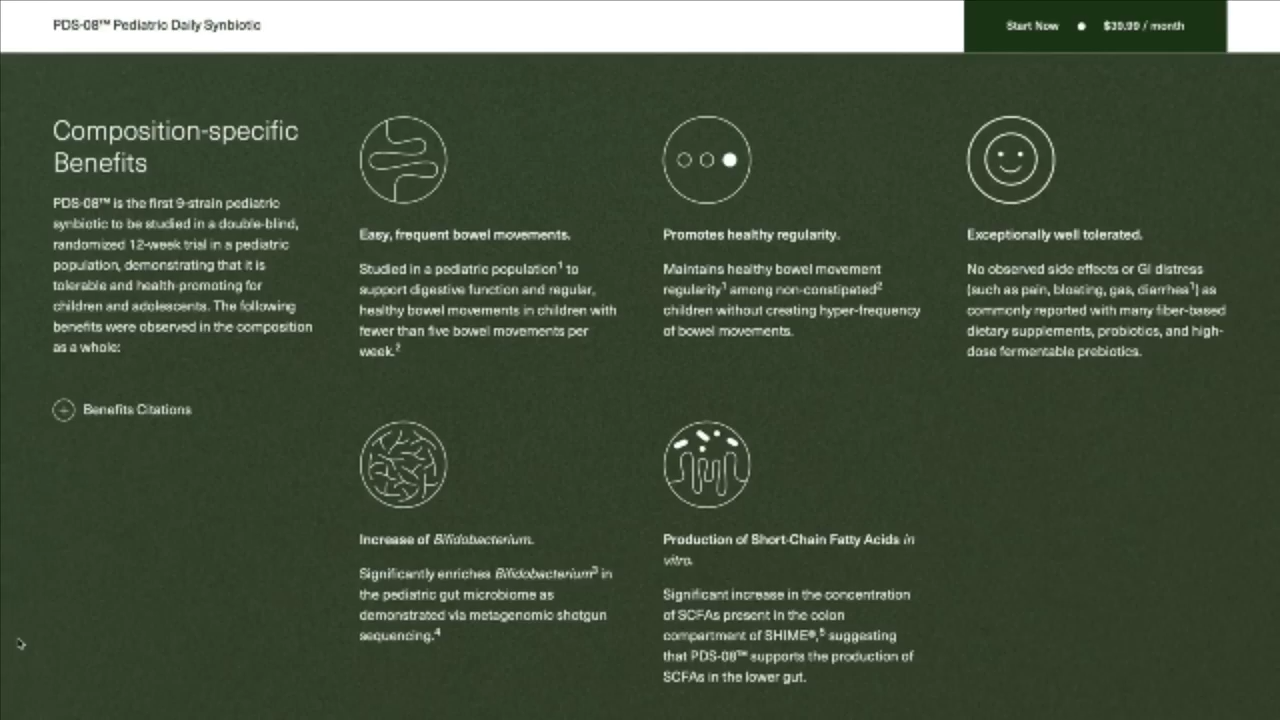 PDS-08™ Pediatric Daily Synbiotic
Start Now ● $39.99 / month
Composition-specific
Benefits
PDS-08™ is the first 9-strain pediatric
synbiotic to be studied in a double-blind,
randomized 12-week trial in a pediatric
population, demonstrating that it is
tolerable and health-promoting for
children and adolescents. The following
benefits were observed in the composition
as a whole:
Benefits Citations
Easy, frequent bowel movements.
Studied in a pediatric population¹ to
support digestive function and regular,
healthy bowel movements in children with
fewer than five bowel movements per
week.²
Promotes healthy regularity.
Maintains healthy bowel movement
regularity¹ among non-constipated²
children without creating hyper-frequency
of bowel movements.
Exceptionally well tolerated.
No observed side effects or GI distress
(such as pain, bloating, gas, diarrhea¹) as
commonly reported with many fiber-based
dietary supplements, probiotics, and high-
dose fermentable prebiotics.
Increase of Bifidobacterium.
Significantly enriches Bifidobacterium³ in
the pediatric gut microbiome as
demonstrated via metagenomic shotgun
sequencing.⁴
Production of Short-Chain Fatty Acids in
vitro.
Significant increase in the concentration
of SCFAs present in the colon
compartment of SHIME®,⁵ suggesting
that PDS-08™ supports the production of
SCFAs in the lower gut.